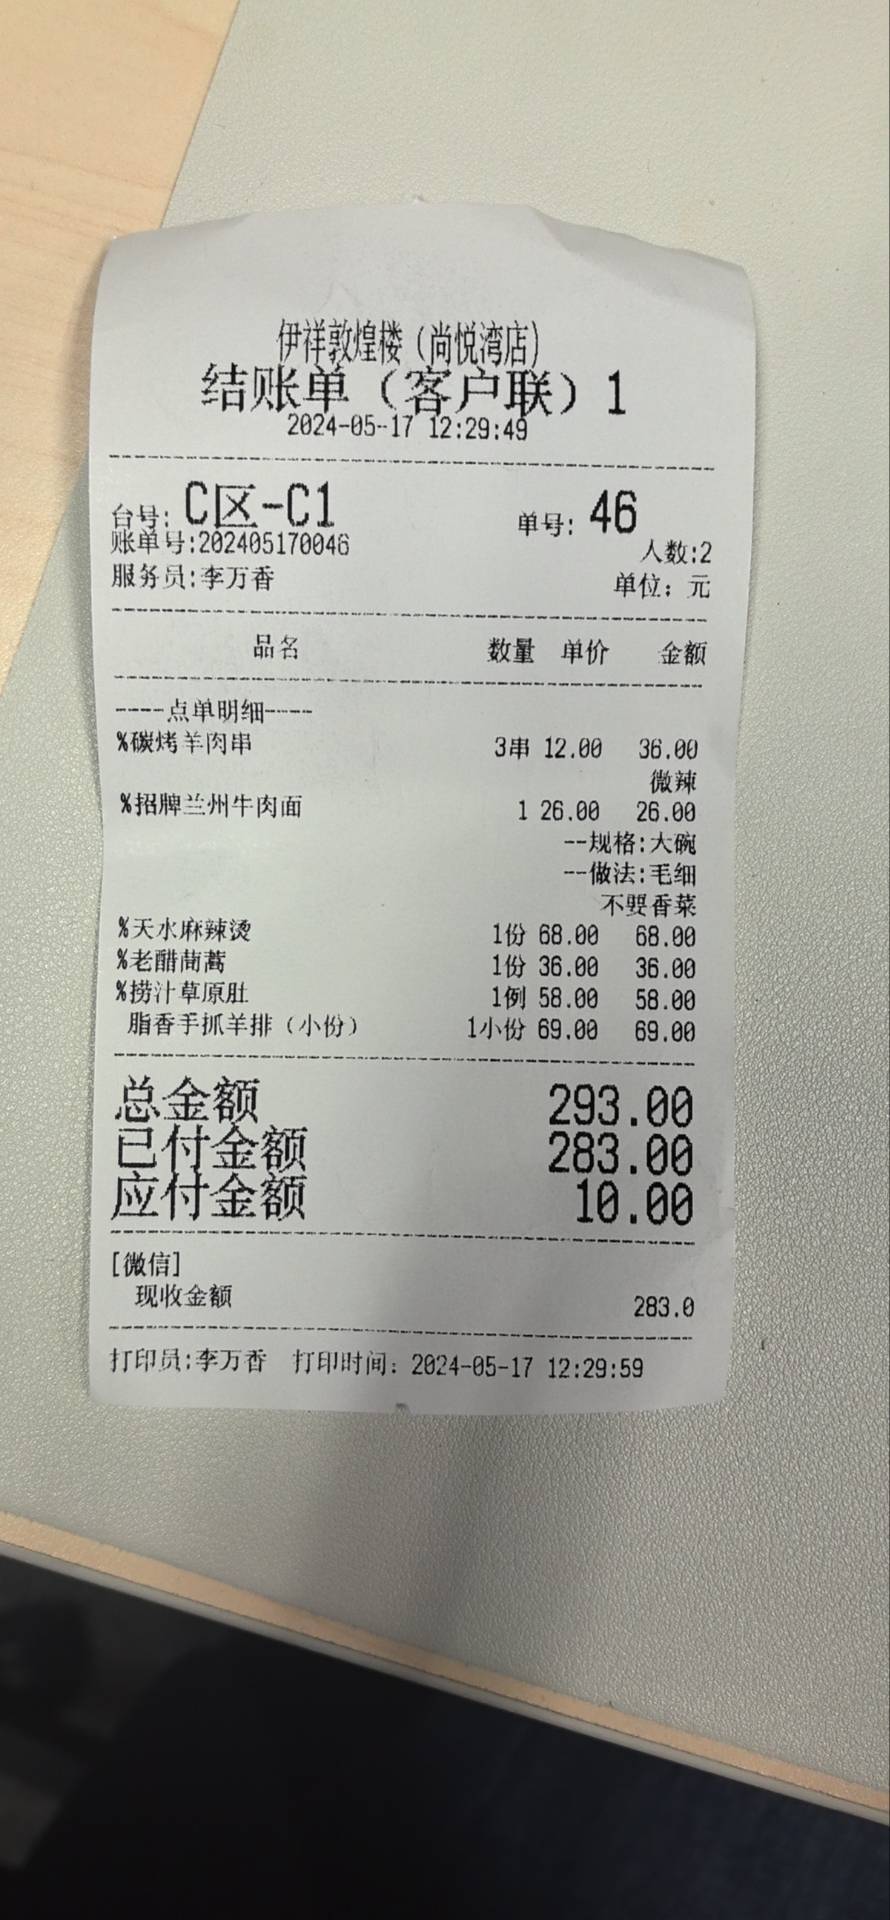 伊祥敦煌楼（尚悦湾店）
结账单（客户联）1
2024-05-17 12:29:49
台号: C区-C1 单号: 46
账单号:202405170046 人数:2
服务员:李万香 单位: 元
品名 数量 单价 金额
----点单明细----
%碳烤羊肉串 3串 12.00 36.00
微辣
%招牌兰州牛肉面 1 26.00 26.00
--规格:大碗
--做法:毛细
不要香菜
%天水麻辣烫 1份 68.00 68.00
%老醋茼蒿 1份 36.00 36.00
%捞汁草原肚 1例 58.00 58.00
脂香手抓羊排（小份） 1小份 69.00 69.00
总金额 293.00
已付金额 283.00
应付金额 10.00
[微信]
现收金额 283.0
打印员:李万香 打印时间: 2024-05-17 12:29:59